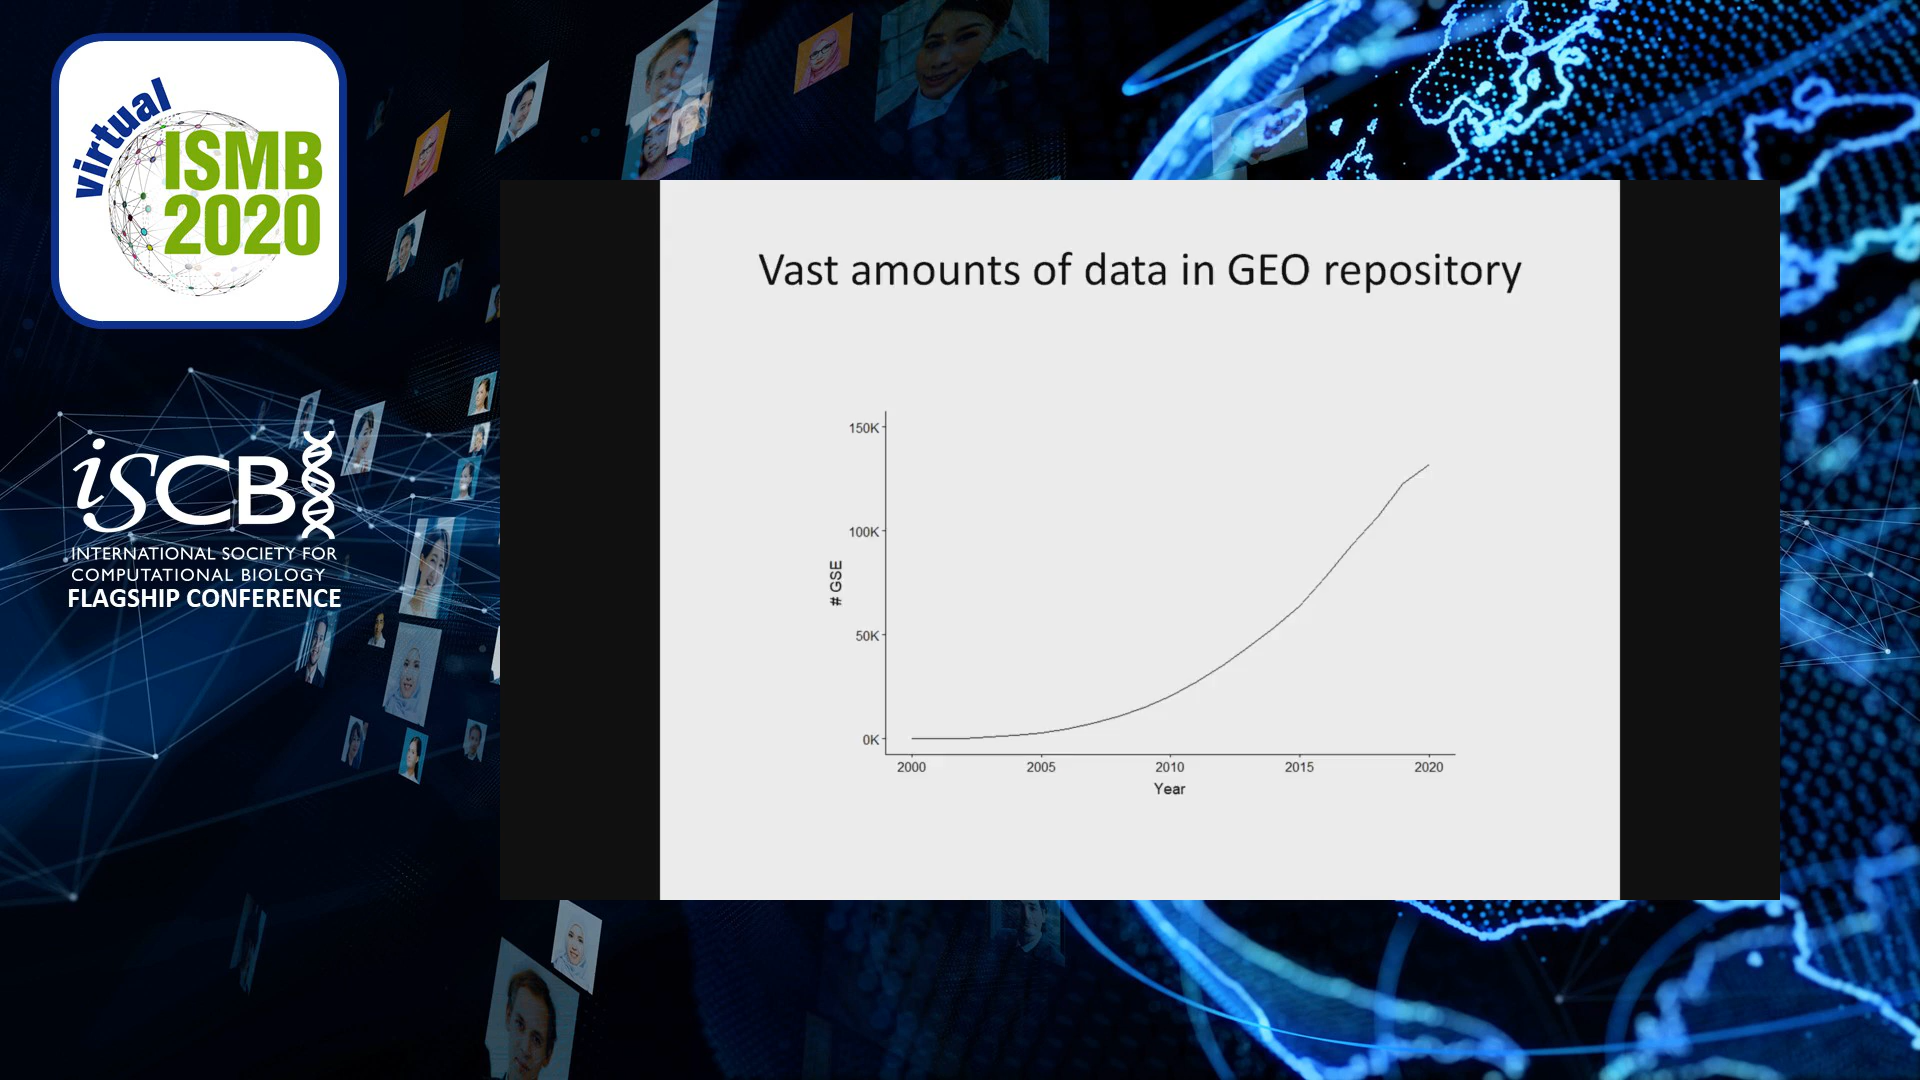 virtual
ISMB
2020
iSCB
INTERNATIONAL SOCIETY FOR
COMPUTATIONAL BIOLOGY
FLAGSHIP CONFERENCE
Vast amounts of data in GEO repository
150K
100K
50K
0K
# GSE
2000 2005 2010 2015 2020
Year